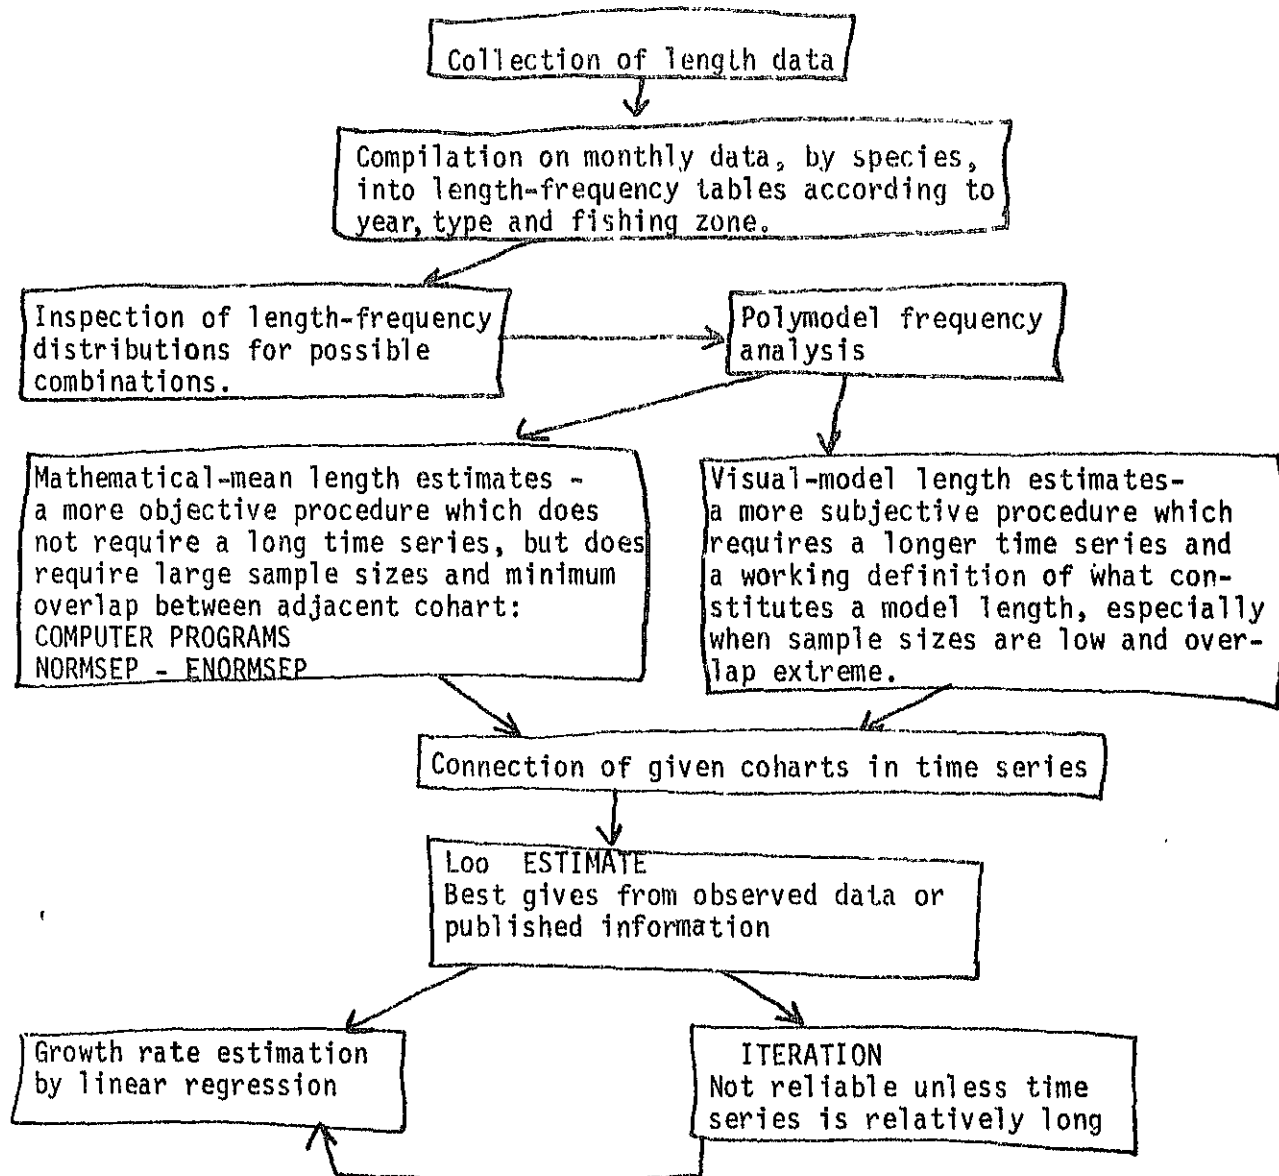 Collection of length data
Compilation on monthly data, by species,
into length-frequency tables according to
year, type and fishing zone.
Inspection of length-frequency
distributions for possible
combinations.
Polymodel frequency
analysis
Mathematical-mean length estimates -
a more objective procedure which does
not require a long time series, but does
require large sample sizes and minimum
overlap between adjacent cohart:
COMPUTER PROGRAMS
NORMSEP - ENORMSEP
Visual-model length estimates-
a more subjective procedure which
requires a longer time series and
a working definition of what con-
stitutes a model length, especially
when sample sizes are low and over-
lap extreme.
Connection of given coharts in time series
Loo ESTIMATE
Best gives from observed data or
published information
Growth rate estimation
by linear regression
ITERATION
Not reliable unless time
series is relatively long